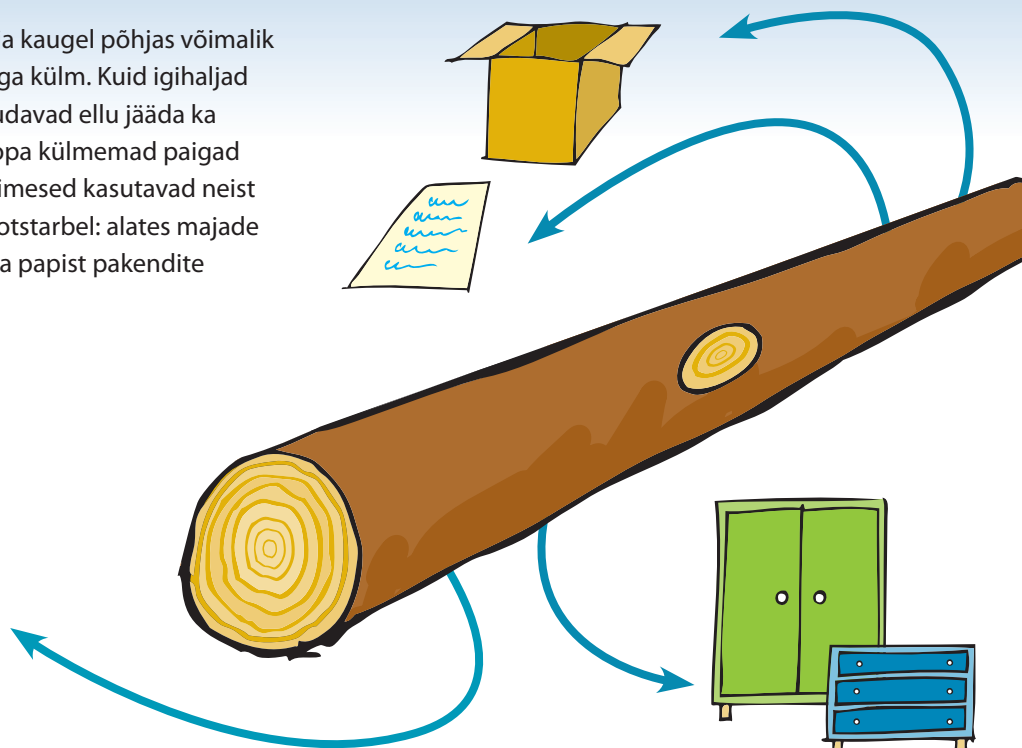 a kaugel põhjas võimalik
ga külm. Kuid igihaljad
udavad ellu jääda ka
opa külmemad paigad
imesed kasutavad neist
otstarbel: alates majade
a papist pakendite